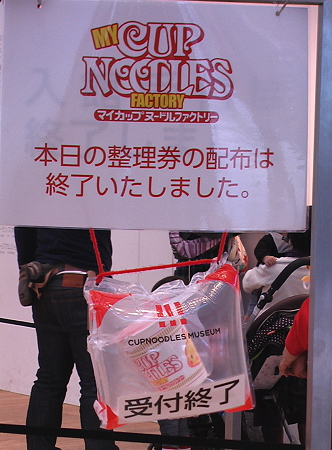 MY CUP
NOODLES
FACTORY
マイカップヌードルファクトリー
本日の整理券の配布は
終了いたしました。
CUPNOODLES MUSEUM
CUP
NOODLES
受付終了